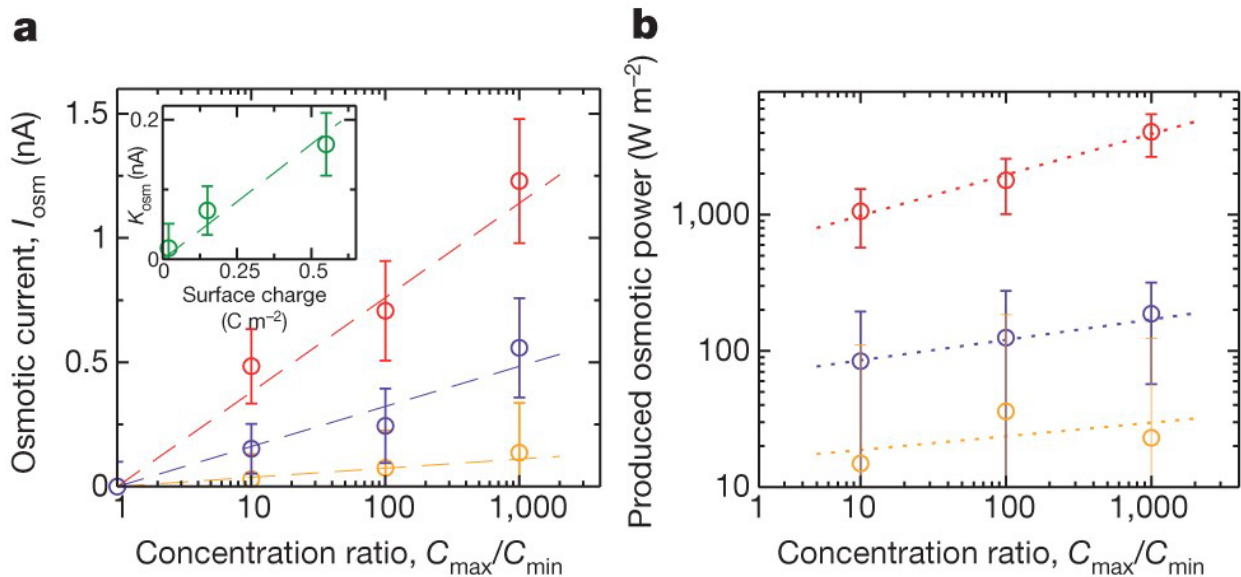 a
Osmotic current, Iosm (nA)
1.5
1
0.5
0
1
10
100
1,000
Concentration ratio, Cmax/Cmin
Kosm (nA)
0.2
0
0
0.25
0.5
Surface charge
(C m−2)
b
Produced osmotic power (W m−2)
1,000
100
10
1
10
100
1,000
Concentration ratio, Cmax/Cmin